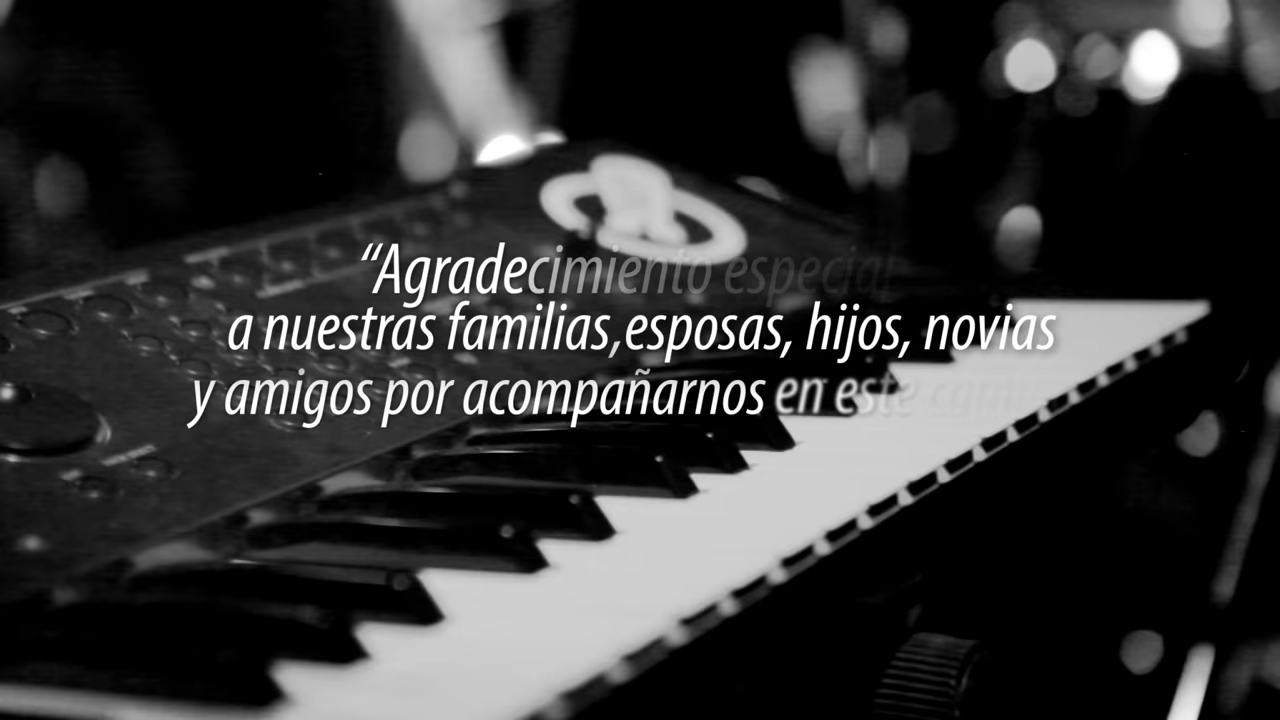 “Agradecimiento especial
a nuestras familias,esposas, hijos, novias
y amigos por acompañarnos en este